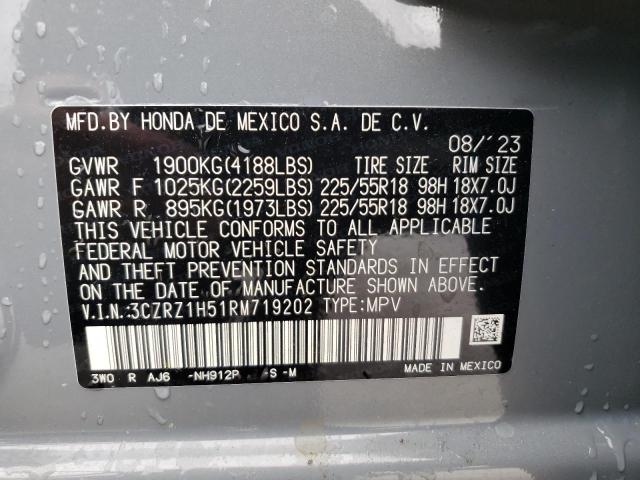 MFD.BY HONDA DE MEXICO S.A. DE C.V.
08/'23
GVWR 1900KG(4188LBS) TIRE SIZE RIM SIZE
GAWR F 1025KG(2259LBS) 225/55R18 98H 18X7.0J
GAWR R 895KG(1973LBS) 225/55R18 98H 18X7.0J
THIS VEHICLE CONFORMS TO ALL APPLICABLE
FEDERAL MOTOR VEHICLE SAFETY
AND THEFT PREVENTION STANDARDS IN EFFECT
ON THE DATE OF MANUFACTURE SHOWN ABOVE.
V.I.N.:3CZRZ1H51RM719202 TYPE:MPV
3W0 R AJ6 -NH912P S -M MADE IN MEXICO